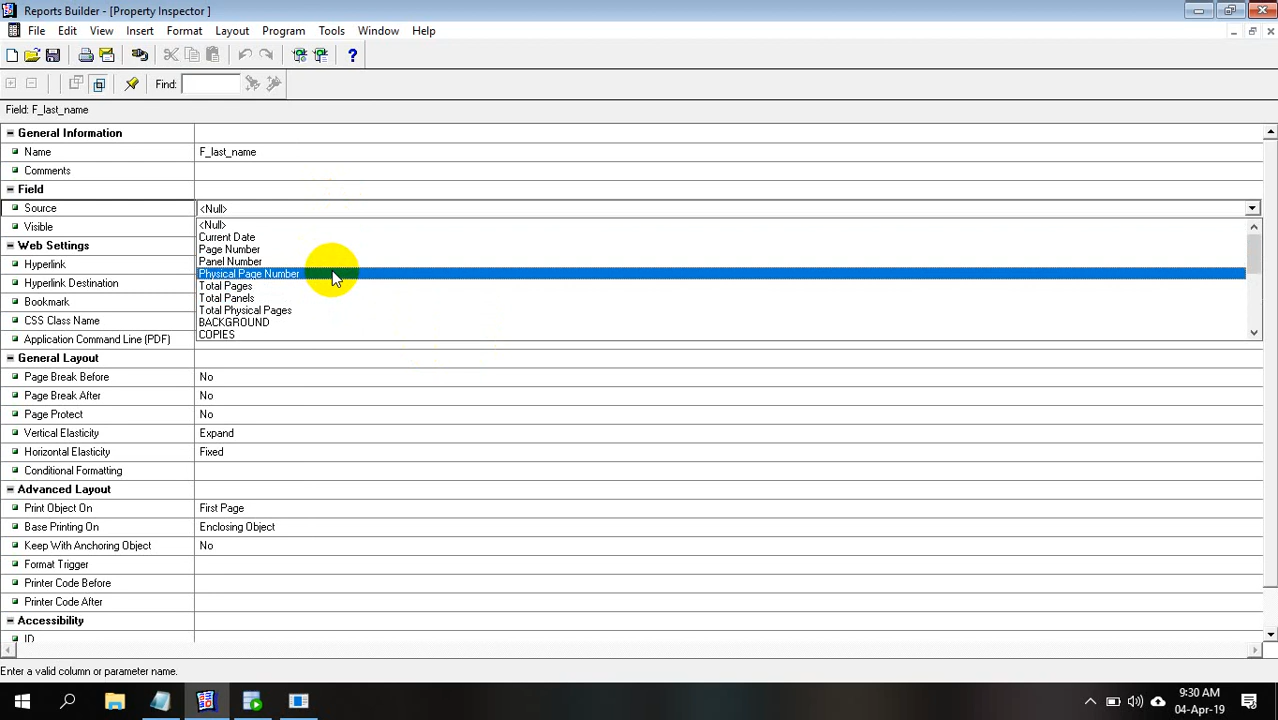 Reports Builder - [Property Inspector ]
File Edit View Insert Format Layout Program Tools Window Help
Find:
Field: F_last_name
General Information
Name F_last_name
Comments
Field
Source <Null>
Visible <Null>
Current Date
Web Settings Page Number
Hyperlink Panel Number
Physical Page Number
Hyperlink Destination Total Pages
Bookmark Total Panels
Total Physical Pages
CSS Class Name BACKGROUND
Application Command Line (PDF) COPIES
General Layout
Page Break Before No
Page Break After No
Page Protect No
Vertical Elasticity Expand
Horizontal Elasticity Fixed
Conditional Formatting
Advanced Layout
Print Object On First Page
Base Printing On Enclosing Object
Keep With Anchoring Object No
Format Trigger
Printer Code Before
Printer Code After
Accessibility
ID
Enter a valid column or parameter name.
9:30 AM
04-Apr-19